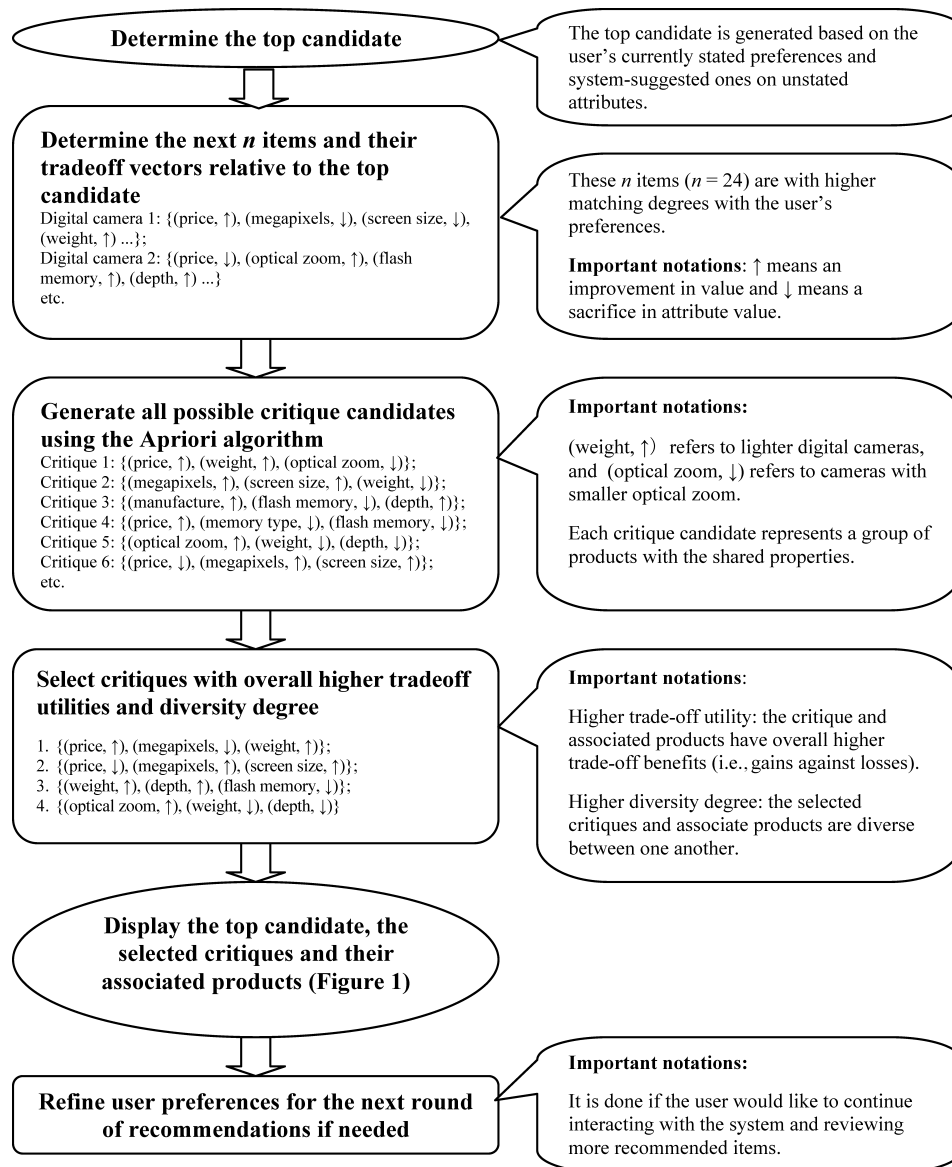 Determine the top candidate
The top candidate is generated based on the
user's currently stated preferences and
system-suggested ones on unstated
attributes.
Determine the next n items and their
tradeoff vectors relative to the top
candidate
Digital camera 1: {(price, ↑), (megapixels, ↓), (screen size, ↓),
(weight, ↑) ...};
Digital camera 2: {(price, ↓), (optical zoom, ↑), (flash
memory, ↑), (depth, ↑) ...}
etc.
These n items (n = 24) are with higher
matching degrees with the user's
preferences.
Important notations: ↑ means an
improvement in value and ↓ means a
sacrifice in attribute value.
Generate all possible critique candidates
using the Apriori algorithm
Critique 1: {(price, ↑), (weight, ↑), (optical zoom, ↓)};
Critique 2: {(megapixels, ↑), (screen size, ↑), (weight, ↓)};
Critique 3: {(manufacture, ↑), (flash memory, ↓), (depth, ↑)};
Critique 4: {(price, ↑), (memory type, ↓), (flash memory, ↓)};
Critique 5: {(optical zoom, ↑), (weight, ↓), (depth, ↓)};
Critique 6: {(price, ↓), (megapixels, ↑), (screen size, ↑)};
etc.
Important notations:
(weight, ↑) refers to lighter digital cameras,
and (optical zoom, ↓) refers to cameras with
smaller optical zoom.
Each critique candidate represents a group of
products with the shared properties.
Select critiques with overall higher tradeoff
utilities and diversity degree
1. {(price, ↑), (megapixels, ↓), (weight, ↑)};
2. {(price, ↓), (megapixels, ↑), (screen size, ↑)};
3. {(weight, ↑), (depth, ↑), (flash memory, ↓)};
4. {(optical zoom, ↑), (weight, ↓), (depth, ↓)}
Important notations:
Higher trade-off utility: the critique and
associated products have overall higher
trade-off benefits (i.e., gains against losses).
Higher diversity degree: the selected
critiques and associate products are diverse
between one another.
Display the top candidate, the
selected critiques and their
associated products (Figure 1)
Refine user preferences for the next round
of recommendations if needed
Important notations:
It is done if the user would like to continue
interacting with the system and reviewing
more recommended items.